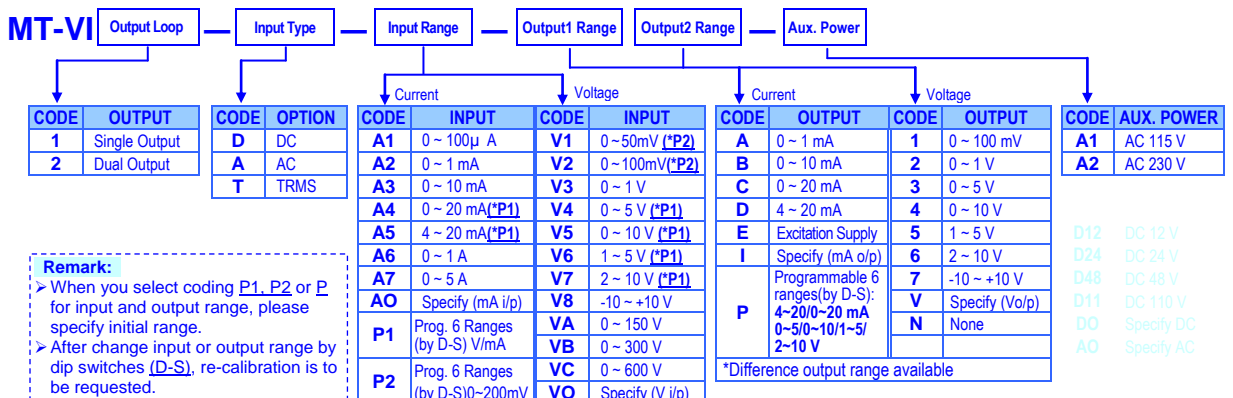 MT-VI Output Loop — Input Type — Input Range — Output1 Range Output2 Range — Aux. Power
CODE OUTPUT
1 Single Output
2 Dual Output
CODE OPTION
D DC
A AC
T TRMS
Current Voltage
CODE INPUT CODE INPUT
A1 0 ~ 100µ A V1 0~50mV (*P2)
A2 0 ~ 1 mA V2 0~100mV(*P2)
A3 0 ~ 10 mA V3 0 ~ 1 V
A4 0 ~ 20 mA(*P1) V4 0 ~ 5 V (*P1)
A5 4 ~ 20 mA(*P1) V5 0 ~ 10 V (*P1)
A6 0 ~ 1 A V6 1 ~ 5 V (*P1)
A7 0 ~ 5 A V7 2 ~ 10 V (*P1)
AO Specify (mA i/p) V8 -10 ~ +10 V
P1 Prog. 6 Ranges (by D-S) V/mA VA 0 ~ 150 V
VB 0 ~ 300 V
P2 Prog. 6 Ranges (by D-S)0~200mV VC 0 ~ 600 V
VO Specify (V i/p)
Current Voltage
CODE OUTPUT CODE OUTPUT
A 0 ~ 1 mA 1 0 ~ 100 mV
B 0 ~ 10 mA 2 0 ~ 1 V
C 0 ~ 20 mA 3 0 ~ 5 V
D 4 ~ 20 mA 4 0 ~ 10 V
E Excitation Supply 5 1 ~ 5 V
I Specify (mA o/p) 6 2 ~ 10 V
P Programmable 6 7 -10 ~ +10 V
ranges(by D-S): V Specify (Vo/p)
4~20/0~20 mA N None
0~5/0~10/1~5/
2~10 V
*Difference output range available
CODE AUX. POWER
A1 AC 115 V
A2 AC 230 V
D12 DC 12 V
D24 DC 24 V
D48 DC 48 V
D11 DC 110 V
DO Specify DC
AO Specify AC
Remark:
➢ When you select coding P1, P2 or P
for input and output range, please
specify initial range.
➢ After change input or output range by
dip switches (D-S), re-calibration is to
be requested.